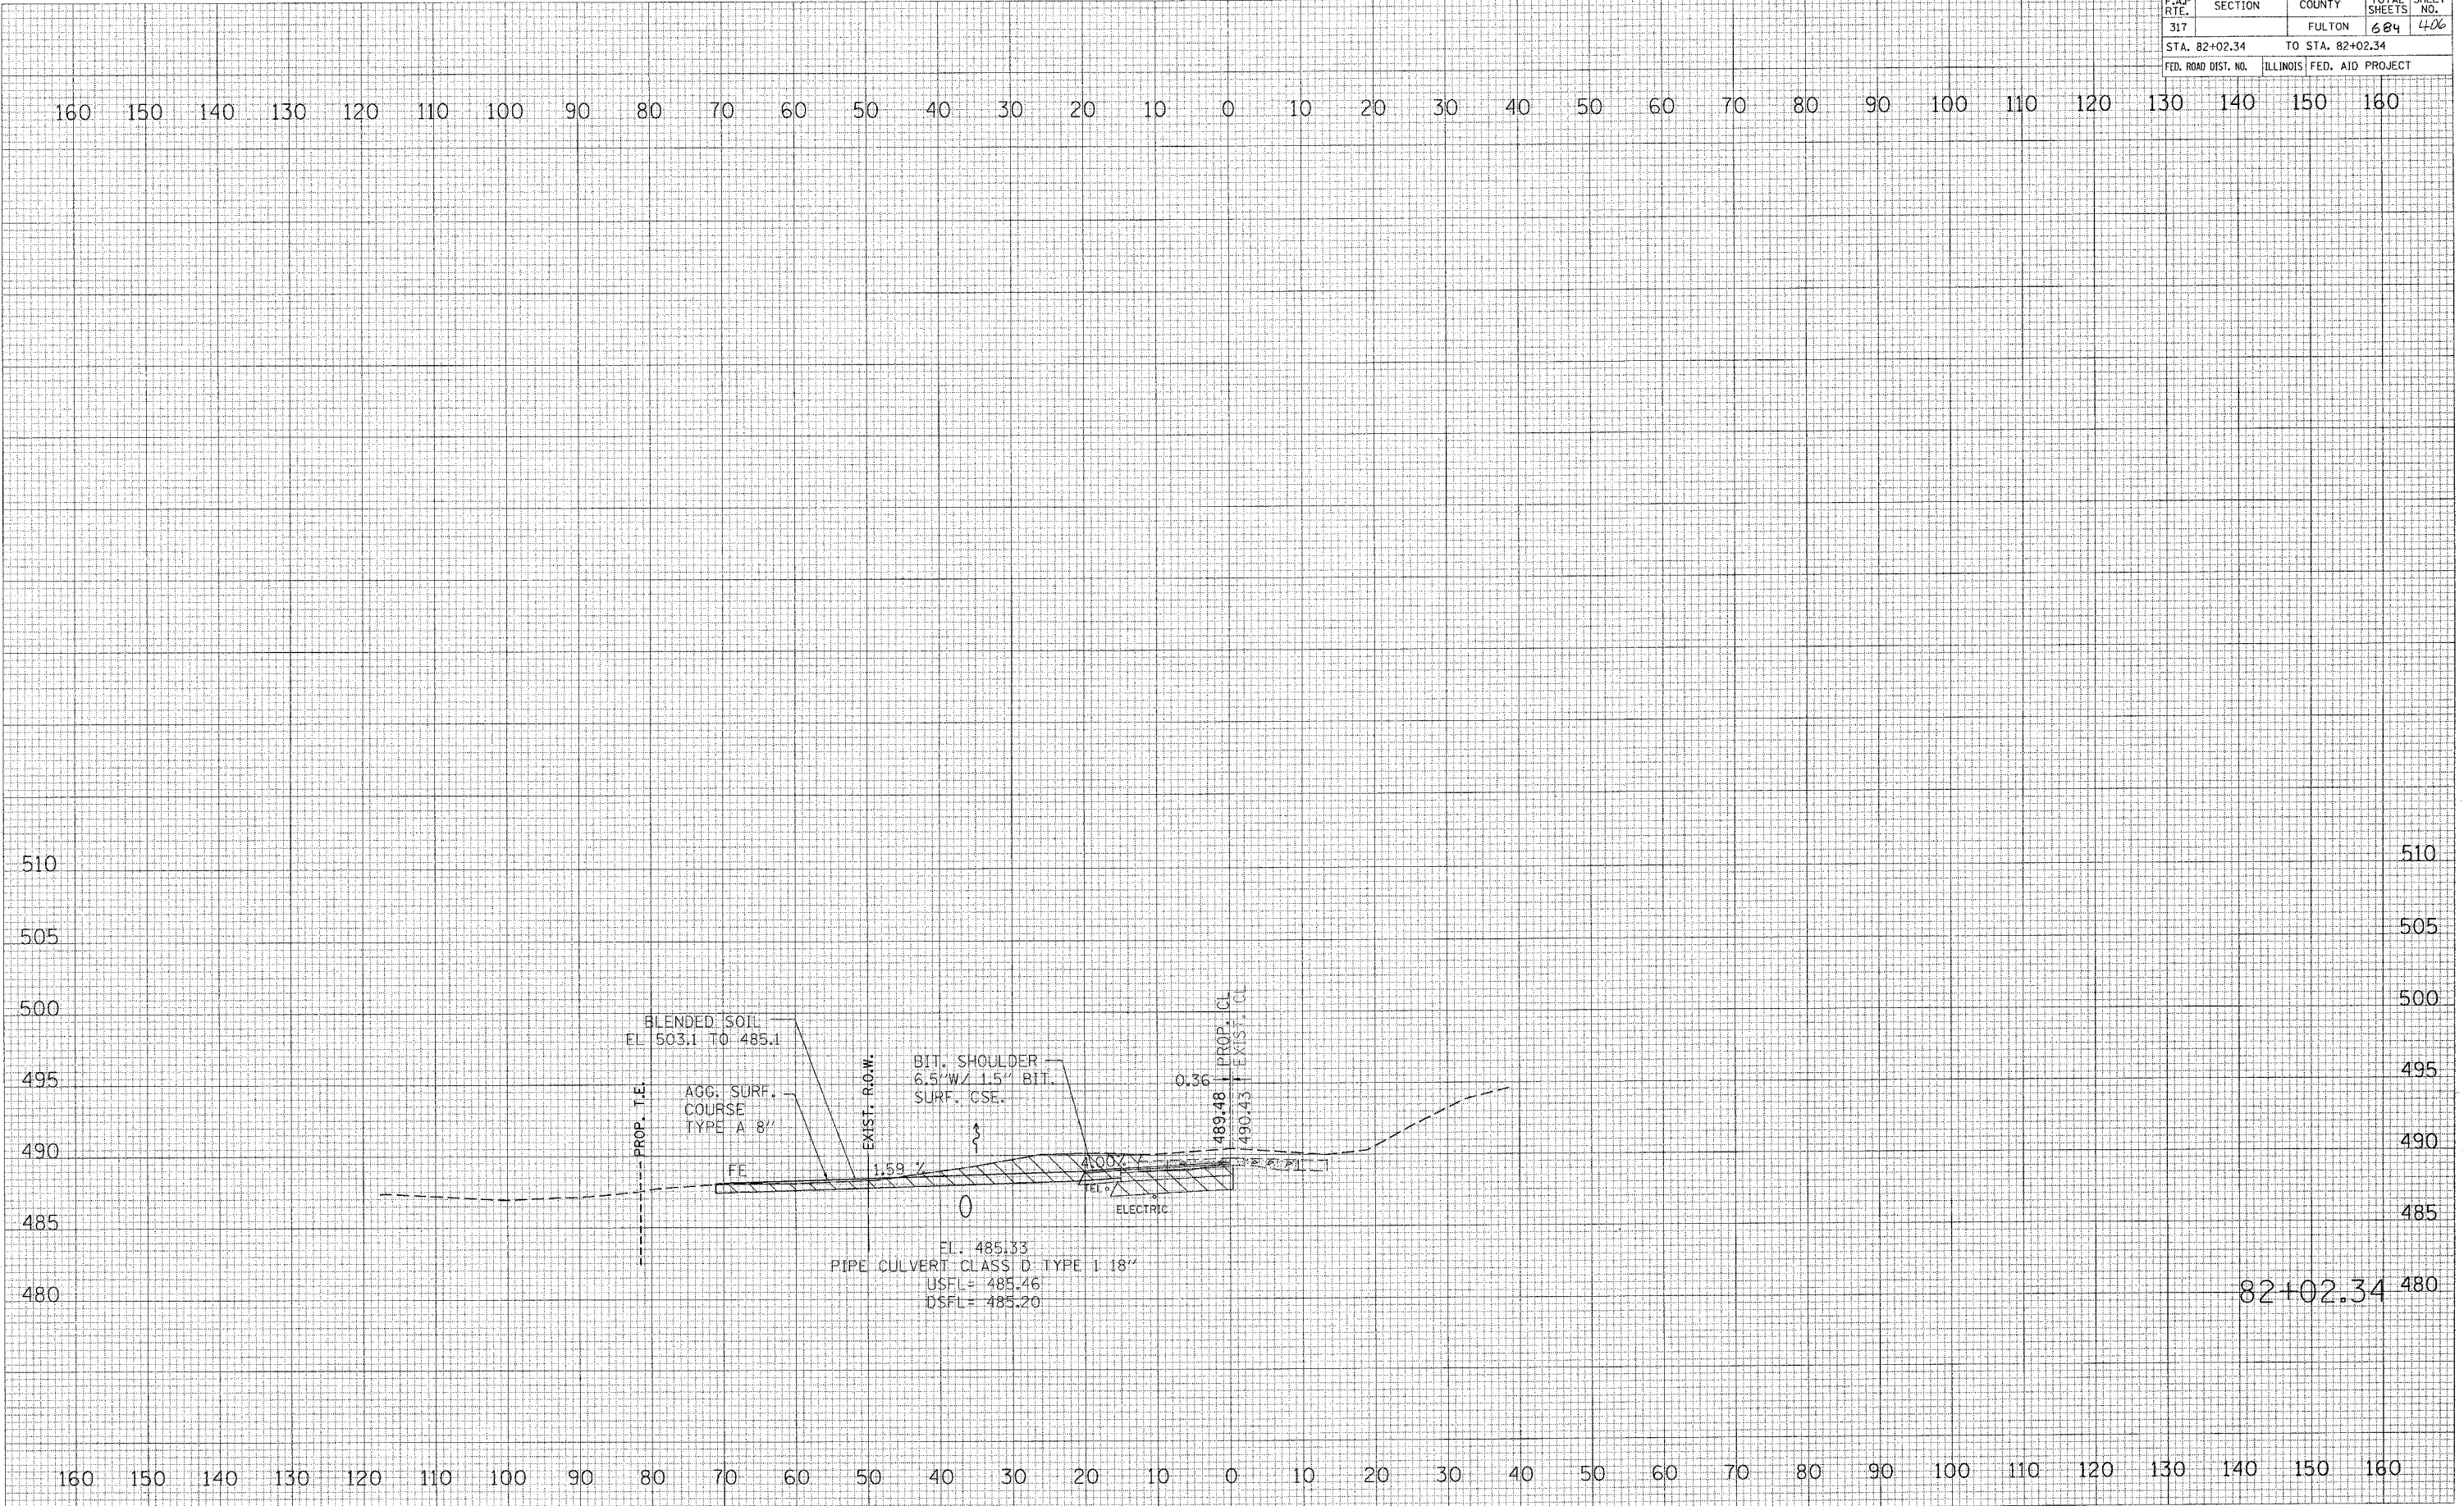 F.A.P. RTE. SECTION COUNTY TOTAL SHEETS SHEET NO.
317 FULTON 684 406
STA. 82+02.34 TO STA. 82+02.34
FED. ROAD DIST. NO. ILLINOIS FED. AID PROJECT
160 150 140 130 120 110 100 90 80 70 60 50 40 30 20 10 0 10 20 30 40 50 60 70 80 90 100 110 120 130 140 150 160
510 510
505 505
500 500
BLENDED SOIL
EL 503.1 TO 485.1
495 495
AGG. SURF.
COURSE
TYPE A 8"
PROP. T.E.
EXIST. R.O.W.
BIT. SHOULDER
6.5"W/ 1.5" BIT.
SURF. CSE.
0.36
489.48 PROP. CL
490.43 EXIST. CL
490 490
FE
1.59 %
4.00%
TEL
ELECTRIC
485 485
EL. 485.33
PIPE CULVERT CLASS D TYPE 1 18"
USFL= 485.46
DSFL= 485.20
480 480
82+02.34
160 150 140 130 120 110 100 90 80 70 60 50 40 30 20 10 0 10 20 30 40 50 60 70 80 90 100 110 120 130 140 150 160